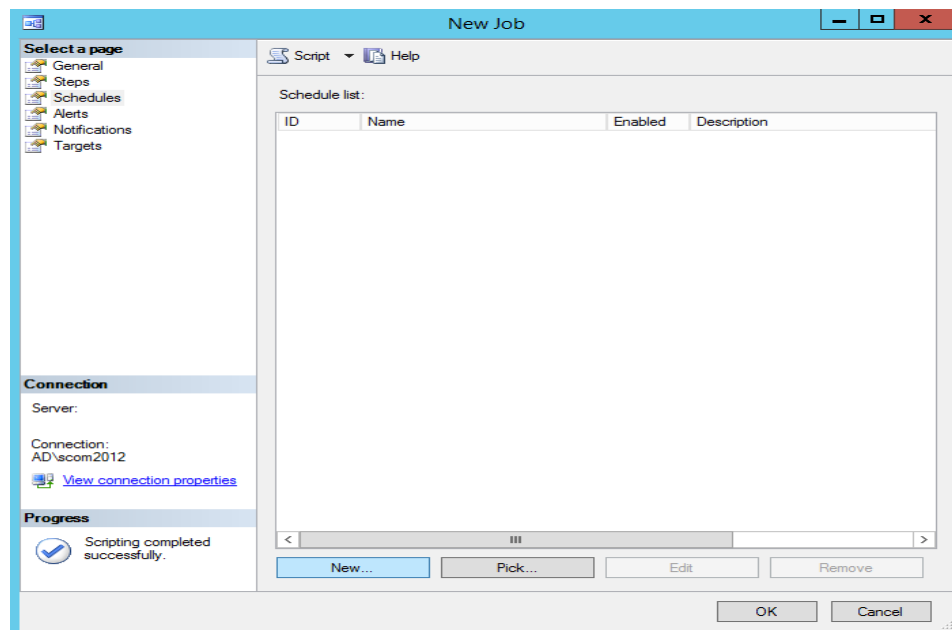 New Job
Select a page
General
Steps
Schedules
Alerts
Notifications
Targets
Script
Help
Schedule list:
ID Name Enabled Description
Connection
Server:
Connection:
AD\scom2012
View connection properties
Progress
Scripting completed
successfully.
New... Pick... Edit Remove
OK Cancel